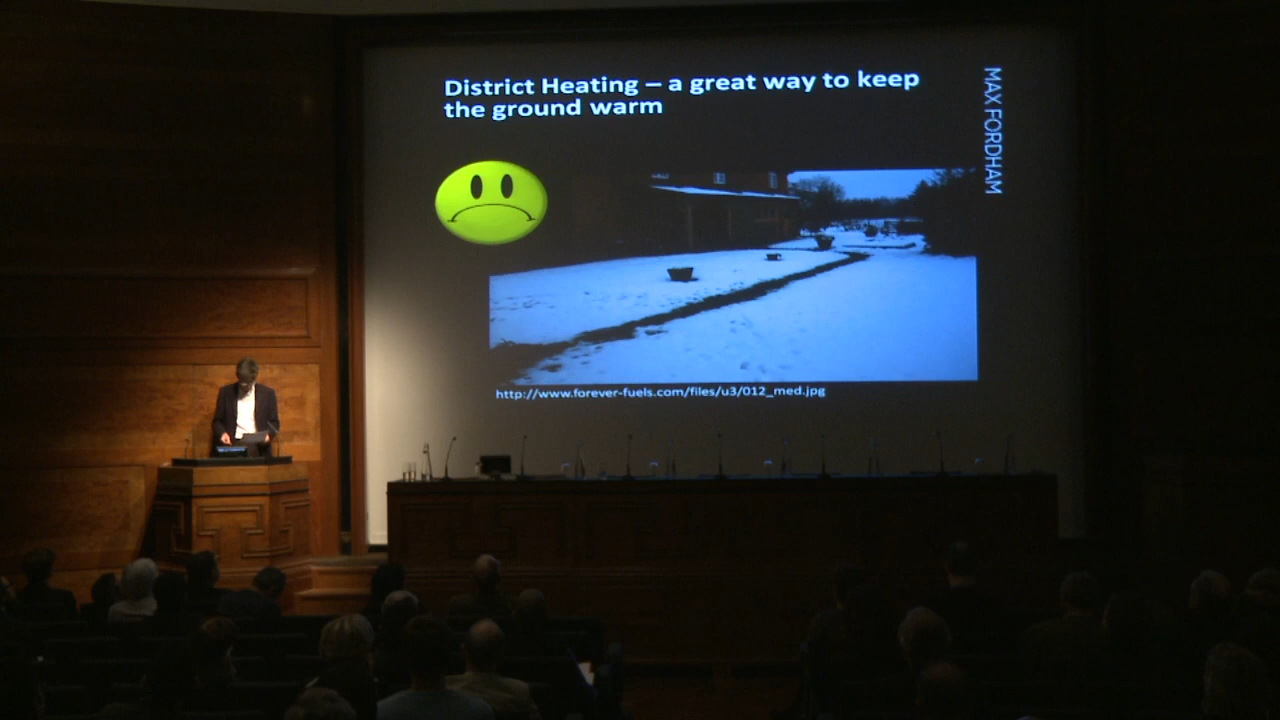 District Heating – a great way to keep
the ground warm
MAX FORDHAM
http://www.forever-fuels.com/files/u3/012_med.jpg